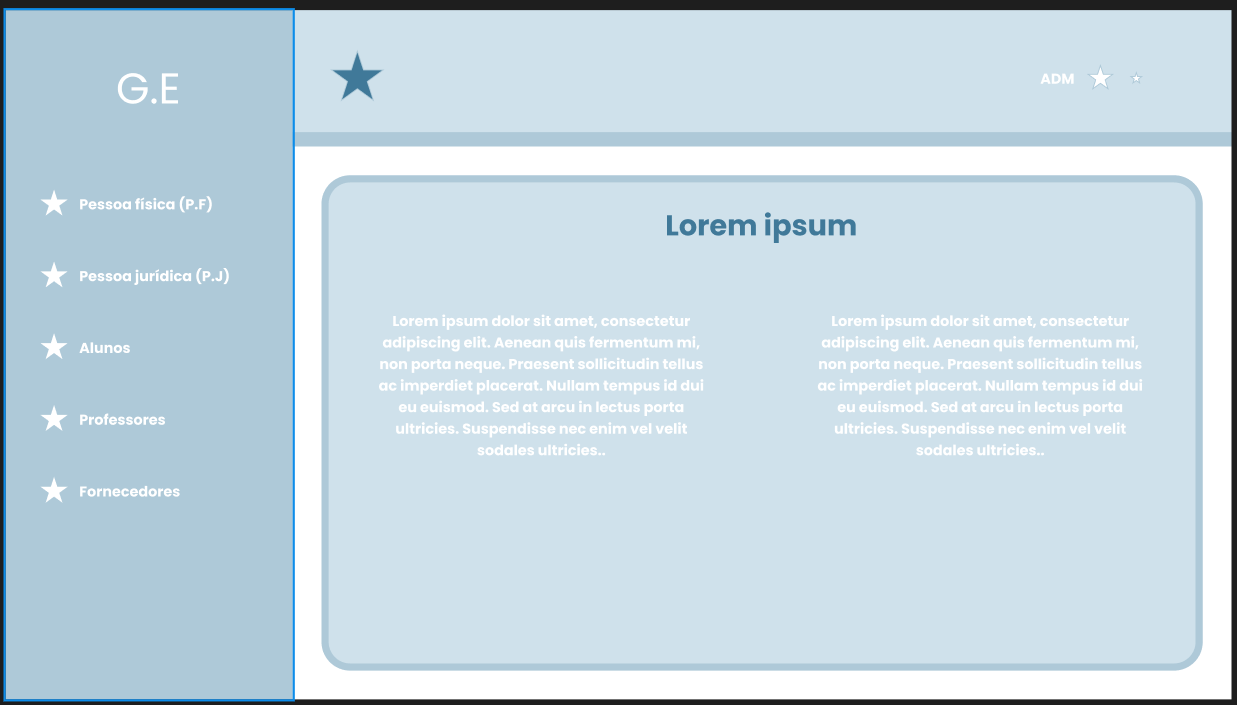 G.E
ADM
Pessoa física (P.F)
Pessoa jurídica (P.J)
Alunos
Professores
Fornecedores
Lorem ipsum
Lorem ipsum dolor sit amet, consectetur
adipiscing elit. Aenean quis fermentum mi,
non porta neque. Praesent sollicitudin tellus
ac imperdiet placerat. Nullam tempus id dui
eu euismod. Sed at arcu in lectus porta
ultricies. Suspendisse nec enim vel velit
sodales ultricies..
Lorem ipsum dolor sit amet, consectetur
adipiscing elit. Aenean quis fermentum mi,
non porta neque. Praesent sollicitudin tellus
ac imperdiet placerat. Nullam tempus id dui
eu euismod. Sed at arcu in lectus porta
ultricies. Suspendisse nec enim vel velit
sodales ultricies..